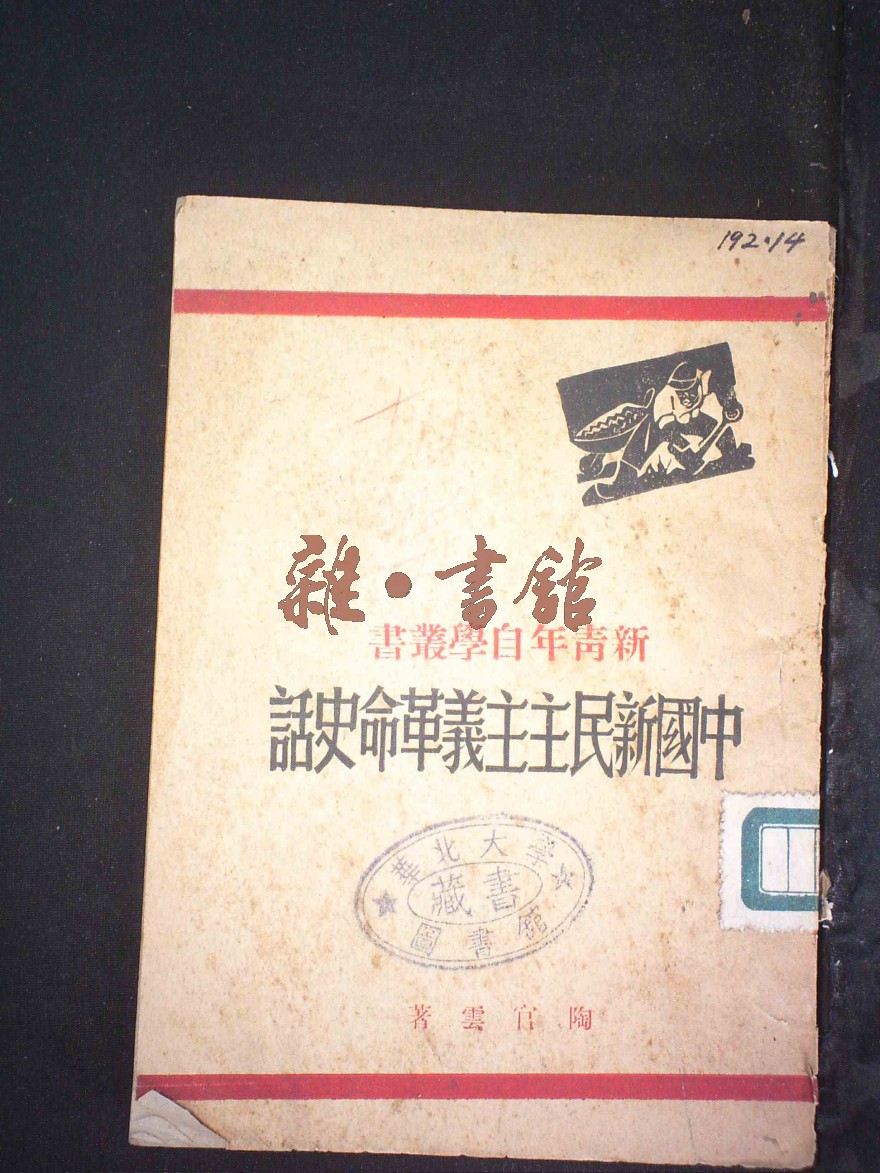 192.14
雜·書館
新青年自學叢書
中國新民主主義革命史話
華北大學
藏書
圖書館
陶官雲著